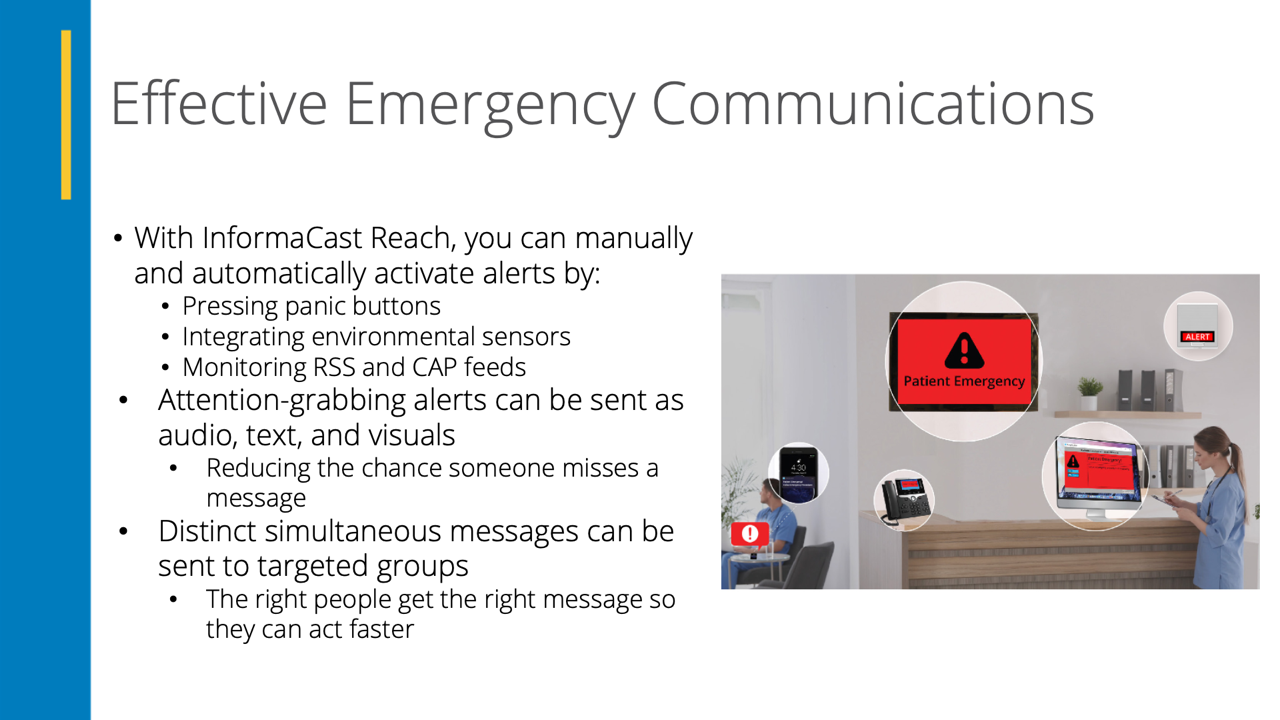 Effective Emergency Communications
• With InformaCast Reach, you can manually
and automatically activate alerts by:
• Pressing panic buttons
• Integrating environmental sensors
• Monitoring RSS and CAP feeds
• Attention-grabbing alerts can be sent as
audio, text, and visuals
• Reducing the chance someone misses a
message
• Distinct simultaneous messages can be
sent to targeted groups
• The right people get the right message so
they can act faster
Patient Emergency
ALERT
4:30
Patient Emergency